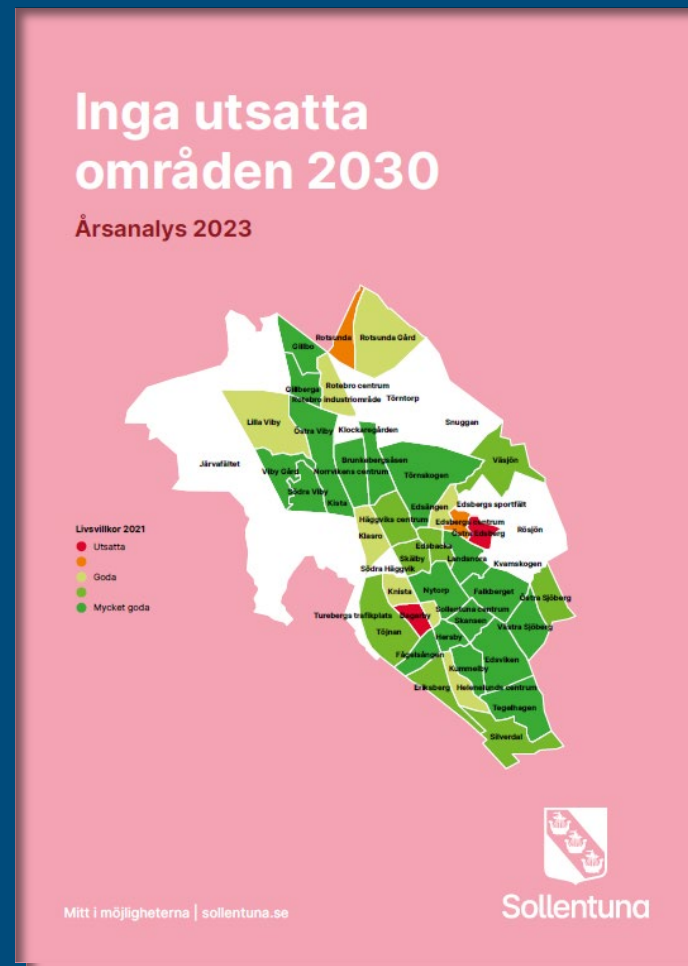 Inga utsatta
områden 2030
Årsanalys 2023
Rotsunda
Rotsunda Gård
Gillbo
Gillberga
Rotebro centrum
Rotebro industriområde
Törntorp
Lilla Viby
Östra Viby
Klockaregården
Snuggan
Järvafältet
Viby Gård
Brunkebergsåsen
Norrvikens centrum
Törnskogen
Väsjön
Södra Viby
Kista
Edsängen
Edsbergs sportfält
Häggviks centrum
Edsbergs centrum
Östra Edsberg
Rösjön
Klasro
Edsbacka
Livsvillkor 2021
Utsatta
Goda
Mycket goda
Skälby
Landsnora
Kvarnskogen
Södra Häggvik
Knista
Nytorp
Falkberget
Östra Sjöberg
Turebergs trafikplats
Sollentuna centrum
Skansen
Töjnan
Västra Sjöberg
Hersby
Fågelsången
Kummelby
Edsviken
Eriksberg
Helenelunds centrum
Tegelhagen
Silverdal
Mitt i möjligheterna | sollentuna.se
Sollentuna